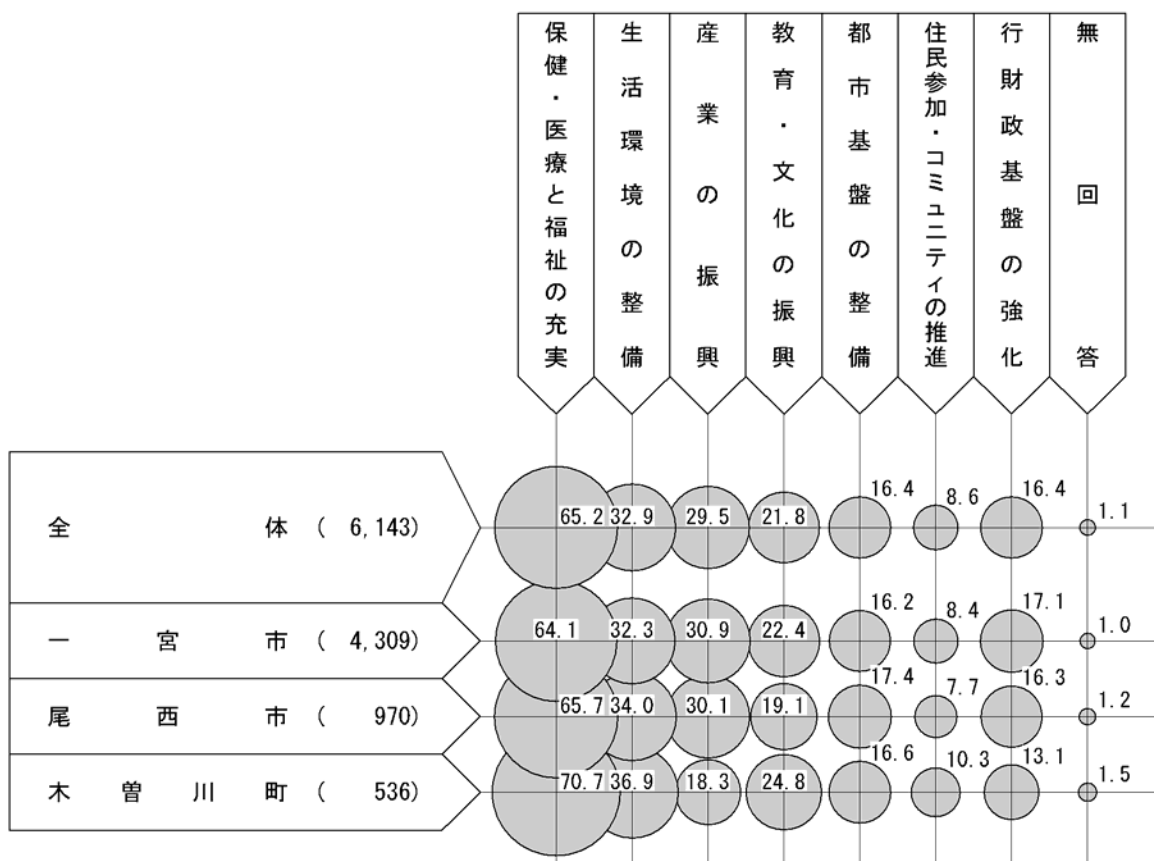 保健・医療と福祉の充実
生活環境の整備
産業の振興
教育・文化の振興
都市基盤の整備
住民参加・コミュニティの推進
行財政基盤の強化
無回答
全体 ( 6,143)
65.2 32.9 29.5 21.8 16.4 8.6 16.4 1.1
一宮市 ( 4,309)
64.1 32.3 30.9 22.4 16.2 8.4 17.1 1.0
尾西市 ( 970)
65.7 34.0 30.1 19.1 17.4 7.7 16.3 1.2
木曽川町 ( 536)
70.7 36.9 18.3 24.8 16.6 10.3 13.1 1.5